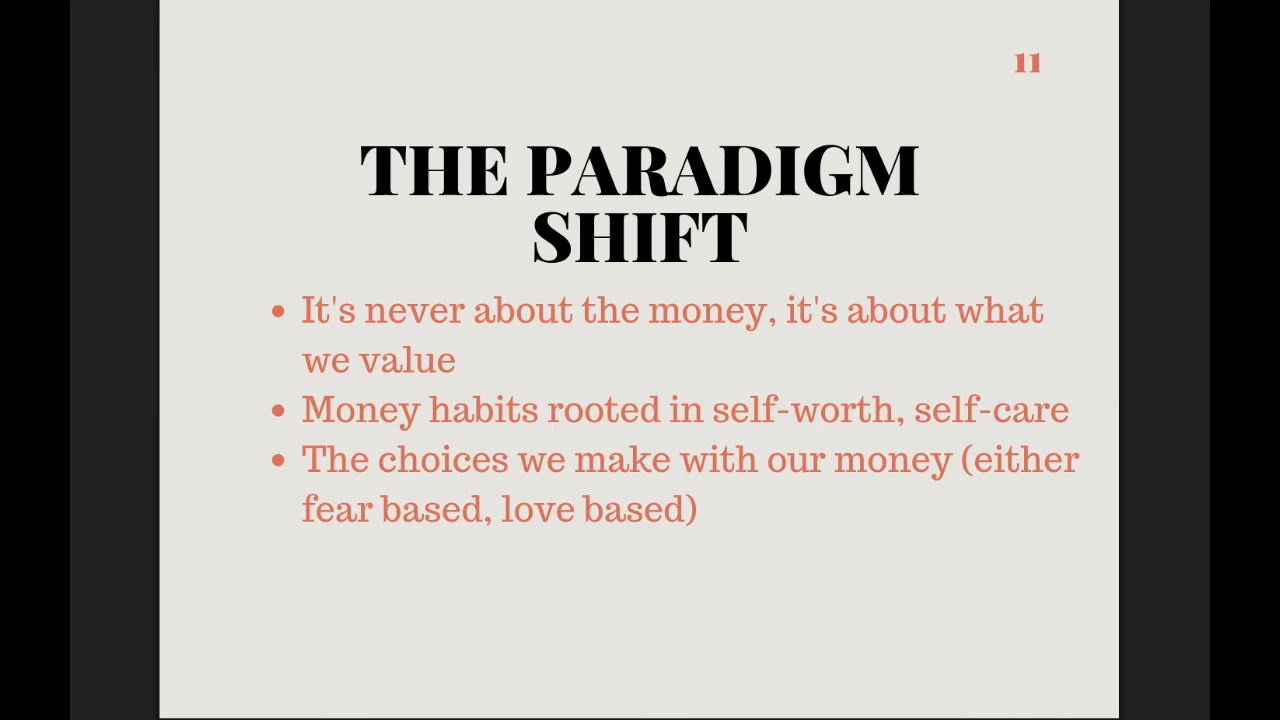 11
THE PARADIGM
SHIFT
• It's never about the money, it's about what
we value
• Money habits rooted in self-worth, self-care
• The choices we make with our money (either
fear based, love based)